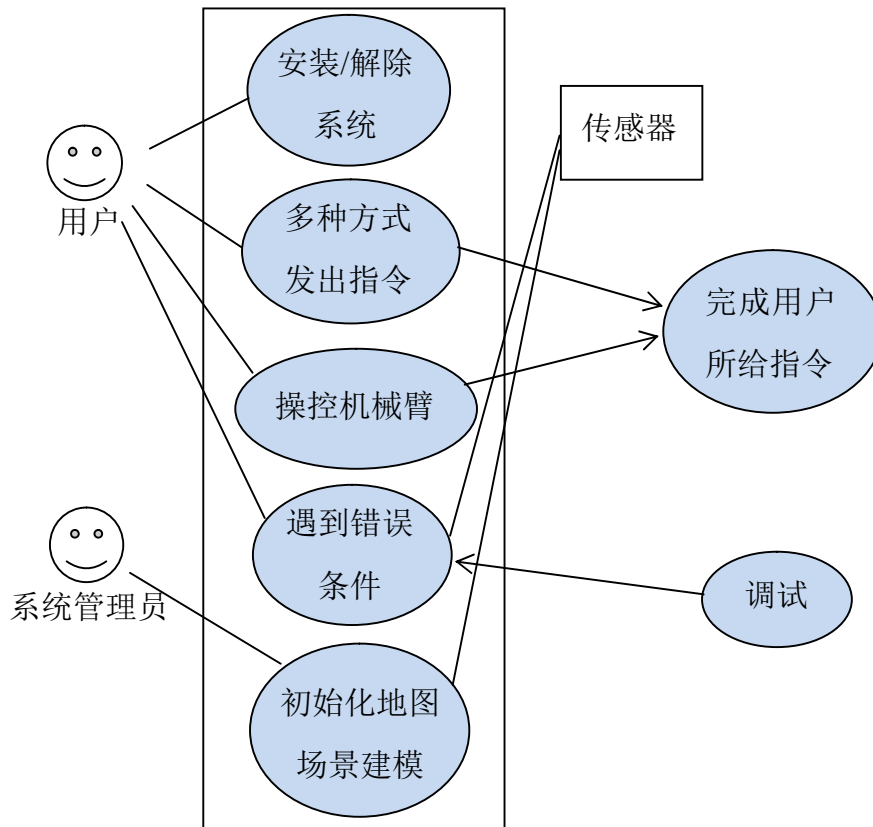 安装/解除
系统
传感器
用户
多种方式
发出指令
完成用户
所给指令
操控机械臂
遇到错误
条件
调试
系统管理员
初始化地图
场景建模